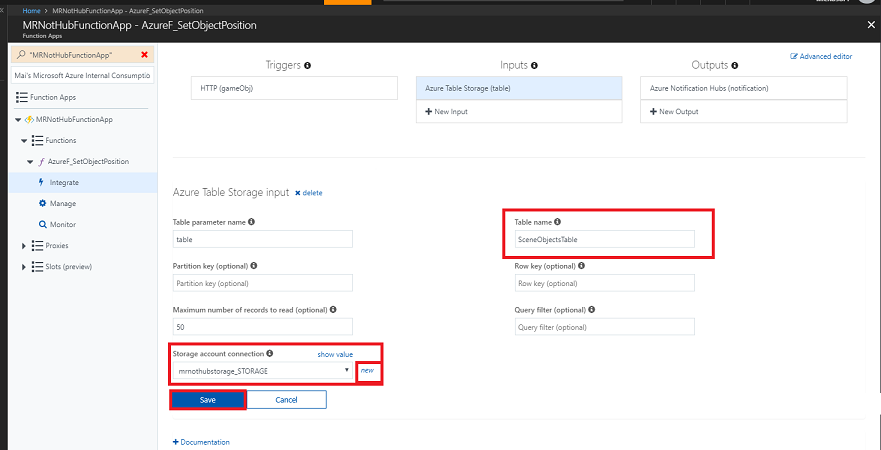 Home > MRNotHubFunctionApp - AzureF_SetObjectPosition
MRNotHubFunctionApp - AzureF_SetObjectPosition
Function Apps
"MRNotHubFunctionApp"
Mai's Microsoft Azure Internal Consumptio
Function Apps
MRNotHubFunctionApp
Functions
AzureF_SetObjectPosition
Integrate
Manage
Monitor
Proxies
Slots (preview)
Advanced editor
Triggers
Inputs
Outputs
HTTP (gameObj)
Azure Table Storage (table)
Azure Notification Hubs (notification)
New Input
New Output
Azure Table Storage input
delete
Table parameter name
Table name
table
SceneObjectsTable
Partition key (optional)
Row key (optional)
Partition key (optional)
Row key (optional)
Maximum number of records to read (optional)
Query filter (optional)
50
Query filter (optional)
Storage account connection
show value
mrnothubstorage_STORAGE
new
Save
Cancel
Documentation